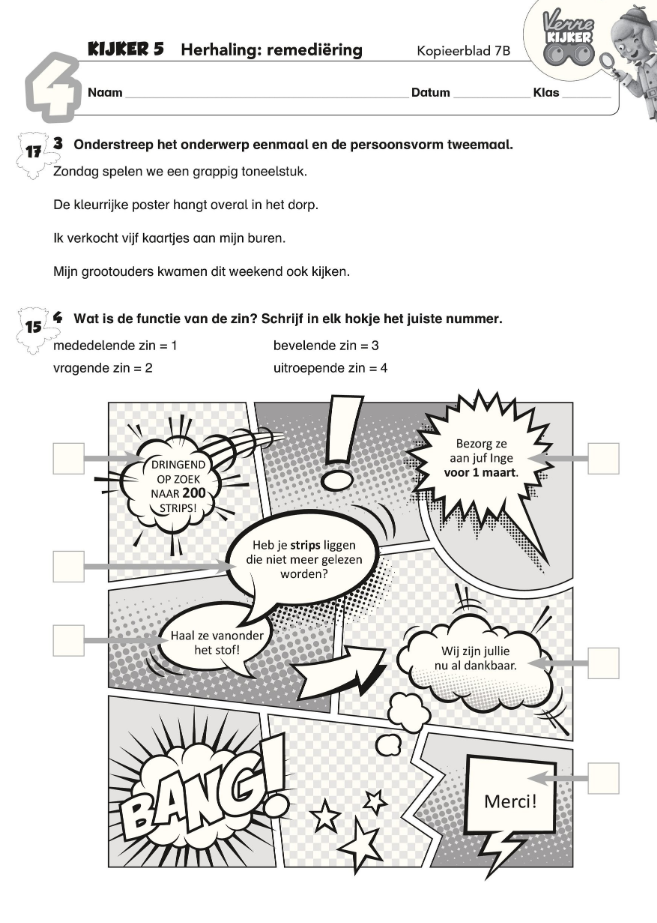 Verre
KIJKER
4
KIJKER 5 Herhaling: remediëring Kopieerblad 7B
Naam Datum Klas
17
3 Onderstreep het onderwerp eenmaal en de persoonsvorm tweemaal.
Zondag spelen we een grappig toneelstuk.
De kleurrijke poster hangt overal in het dorp.
Ik verkocht vijf kaartjes aan mijn buren.
Mijn grootouders kwamen dit weekend ook kijken.
15
4 Wat is de functie van de zin? Schrijf in elk hokje het juiste nummer.
mededelende zin = 1 bevelende zin = 3
vragende zin = 2 uitroepende zin = 4
DRINGEND
OP ZOEK
NAAR 200
STRIPS!
!
Bezorg ze
aan juf Inge
voor 1 maart.
Heb je strips liggen
die niet meer gelezen
worden?
Haal ze vanonder
het stof!
Wij zijn jullie
nu al dankbaar.
BANG!
Merci!